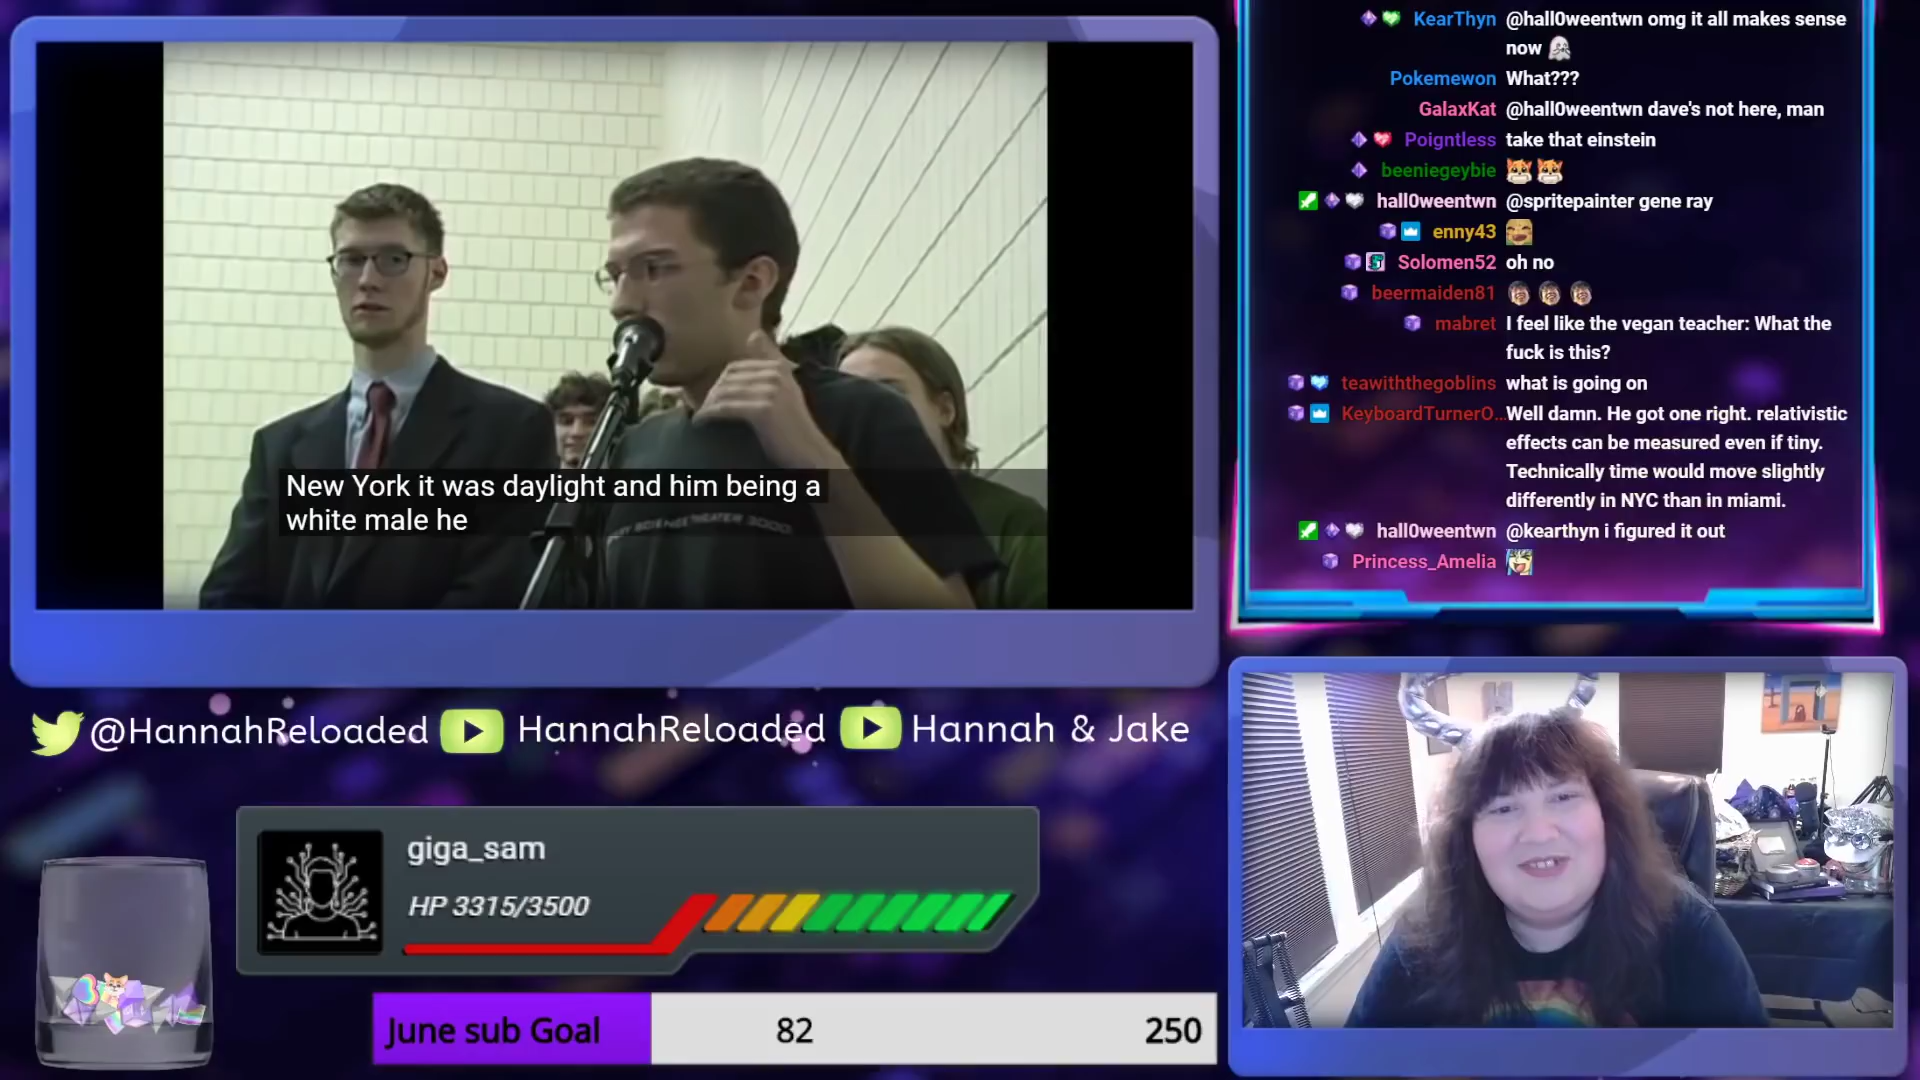 New York it was daylight and him being a
white male he
SCIENCE THEATER 3000
@HannahReloaded HannahReloaded Hannah & Jake
giga_sam
HP 3315/3500
June sub Goal 82 250
KearThyn @hall0weentwn omg it all makes sense
now
Pokemewon What???
GalaxKat @hall0weentwn dave's not here, man
Poigntless take that einstein
beeniegeybie
hall0weentwn @spritepainter gene ray
enny43
Solomen52 oh no
beermaiden81
mabret I feel like the vegan teacher: What the
fuck is this?
teawiththegoblins what is going on
KeyboardTurnerO... Well damn. He got one right. relativistic
effects can be measured even if tiny.
Technically time would move slightly
differently in NYC than in miami.
hall0weentwn @kearthyn i figured it out
Princess_Amelia